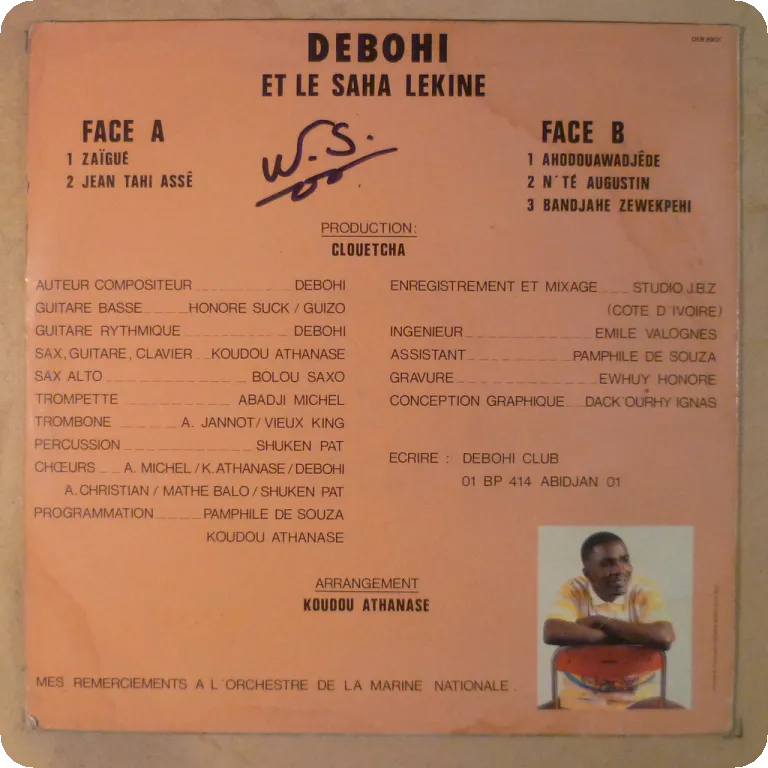 DEBOHI
ET LE SAHA LEKINE
FACE A
1 ZAÏGUÉ
2 JEAN TAHI ASSÊ
W.S.
FACE B
1 AHODOUAWADJÊDE
2 N'TÉ AUGUSTIN
3 BANDJAHE ZEWEKPEHI
PRODUCTION:
CLOUETCHA
AUTEUR COMPOSITEUR DEBOHI
GUITARE BASSE HONORE SUCK / GUIZO
GUITARE RYTHMIQUE DEBOHI
SAX, GUITARE, CLAVIER KOUDOU ATHANASE
SAX ALTO BOLOU SAXO
TROMPETTE ABADJI MICHEL
TROMBONE A. JANNOT / VIEUX KING
PERCUSSION SHUKEN PAT
CHŒURS A. MICHEL / K. ATHANASE / DEBOHI
A. CHRISTIAN / MATHE BALO / SHUKEN PAT
PROGRAMMATION PAMPHILE DE SOUZA
KOUDOU ATHANASE
ENREGISTREMENT ET MIXAGE STUDIO J.B.Z
(COTE D'IVOIRE)
INGENIEUR EMILE VALOGNES
ASSISTANT PAMPHILE DE SOUZA
GRAVURE EWHUY HONORE
CONCEPTION GRAPHIQUE DACK'OURHY IGNAS
ECRIRE : DEBOHI CLUB
01 BP 414 ABIDJAN 01
ARRANGEMENT
KOUDOU ATHANASE
MES REMERCIEMENTS A L'ORCHESTRE DE LA MARINE NATIONALE.